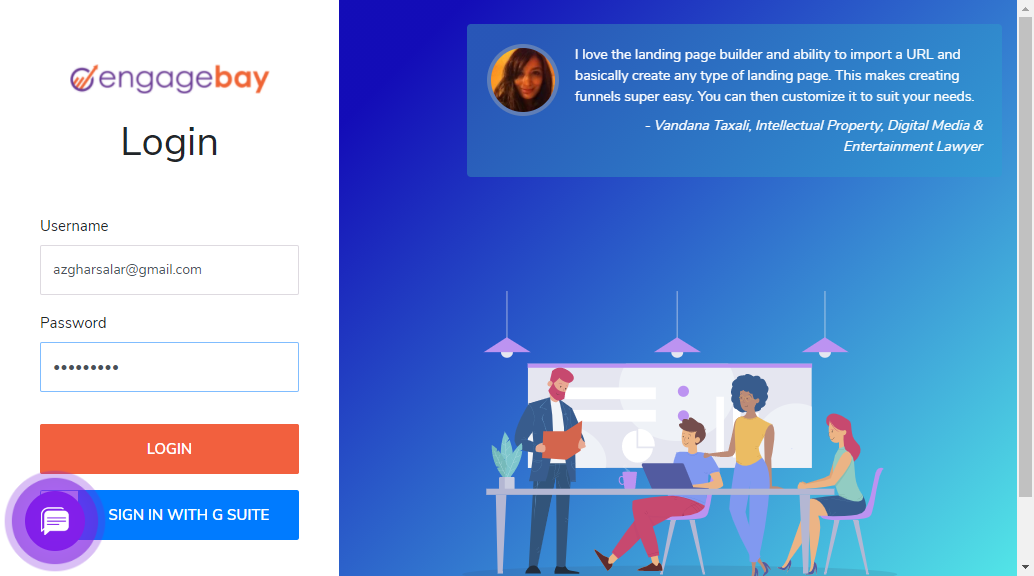 engagebay
Login
Username
azgharsalar@gmail.com
Password
•••••••••
LOGIN
SIGN IN WITH G SUITE
I love the landing page builder and ability to import a URL and
basically create any type of landing page. This makes creating
funnels super easy. You can then customize it to suit your needs.
- Vandana Taxali, Intellectual Property, Digital Media &
Entertainment Lawyer